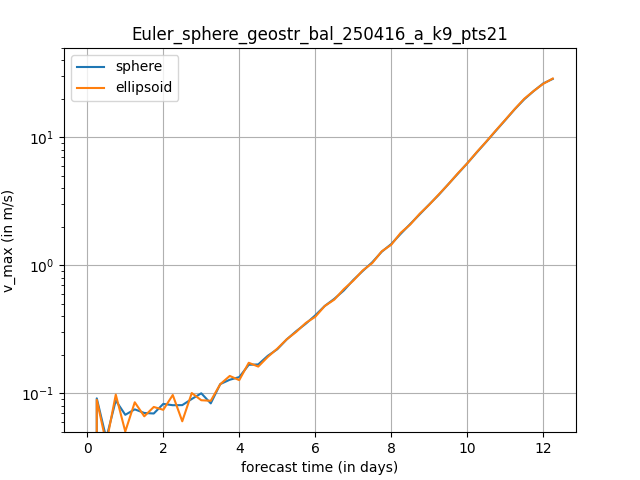 Euler_sphere_geostr_bal_250416_a_k9_pts21
sphere
ellipsoid
v_max (in m/s)
10¹
10⁰
10⁻¹
0 2 4 6 8 10 12
forecast time (in days)